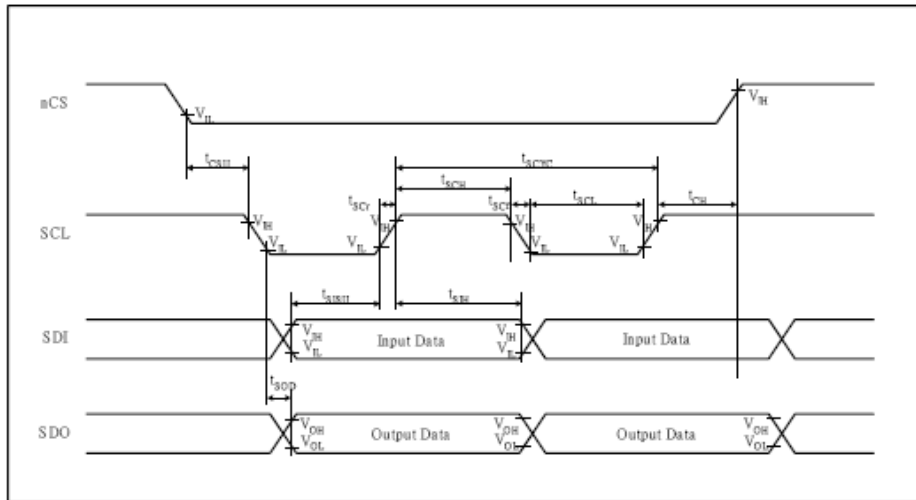 nCS
VIL
VIH
tCSU
tSCYC
tSCH
tSCr
tSCf
tSCL
tCH
SCL
VIH
VIL
VIL
VIH
VIH
VIL
VIL
VIH
tSISU
tSIH
SDI
VIH
VIL
Input Data
VIH
VIL
Input Data
tSOD
SDO
VOH
VOL
Output Data
VOH
VOL
Output Data
VOH
VOL